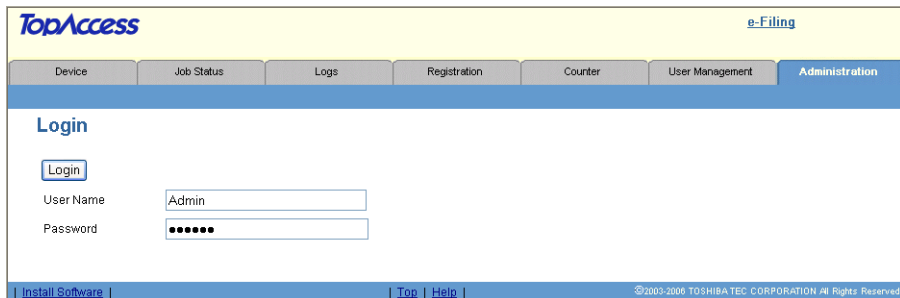 TopAccess
e-Filing
Device Job Status Logs Registration Counter User Management Administration
Login
Login
User Name Admin
Password ••••••
| Install Software | | Top | Help | ©2003-2006 TOSHIBA TEC CORPORATION All Rights Reserved